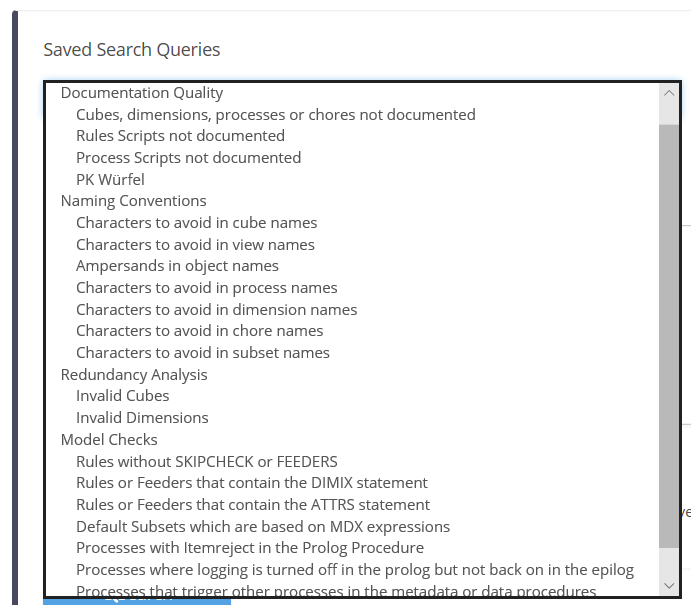 Saved Search Queries
Documentation Quality
Cubes, dimensions, processes or chores not documented
Rules Scripts not documented
Process Scripts not documented
PK Würfel
Naming Conventions
Characters to avoid in cube names
Characters to avoid in view names
Ampersands in object names
Characters to avoid in process names
Characters to avoid in dimension names
Characters to avoid in chore names
Characters to avoid in subset names
Redundancy Analysis
Invalid Cubes
Invalid Dimensions
Model Checks
Rules without SKIPCHECK or FEEDERS
Rules or Feeders that contain the DIMIX statement
Rules or Feeders that contain the ATTRS statement
Default Subsets which are based on MDX expressions
Processes with Itemreject in the Prolog Procedure
Processes where logging is turned off in the prolog but not back on in the epilog
Processes that trigger other processes in the metadata or data procedures